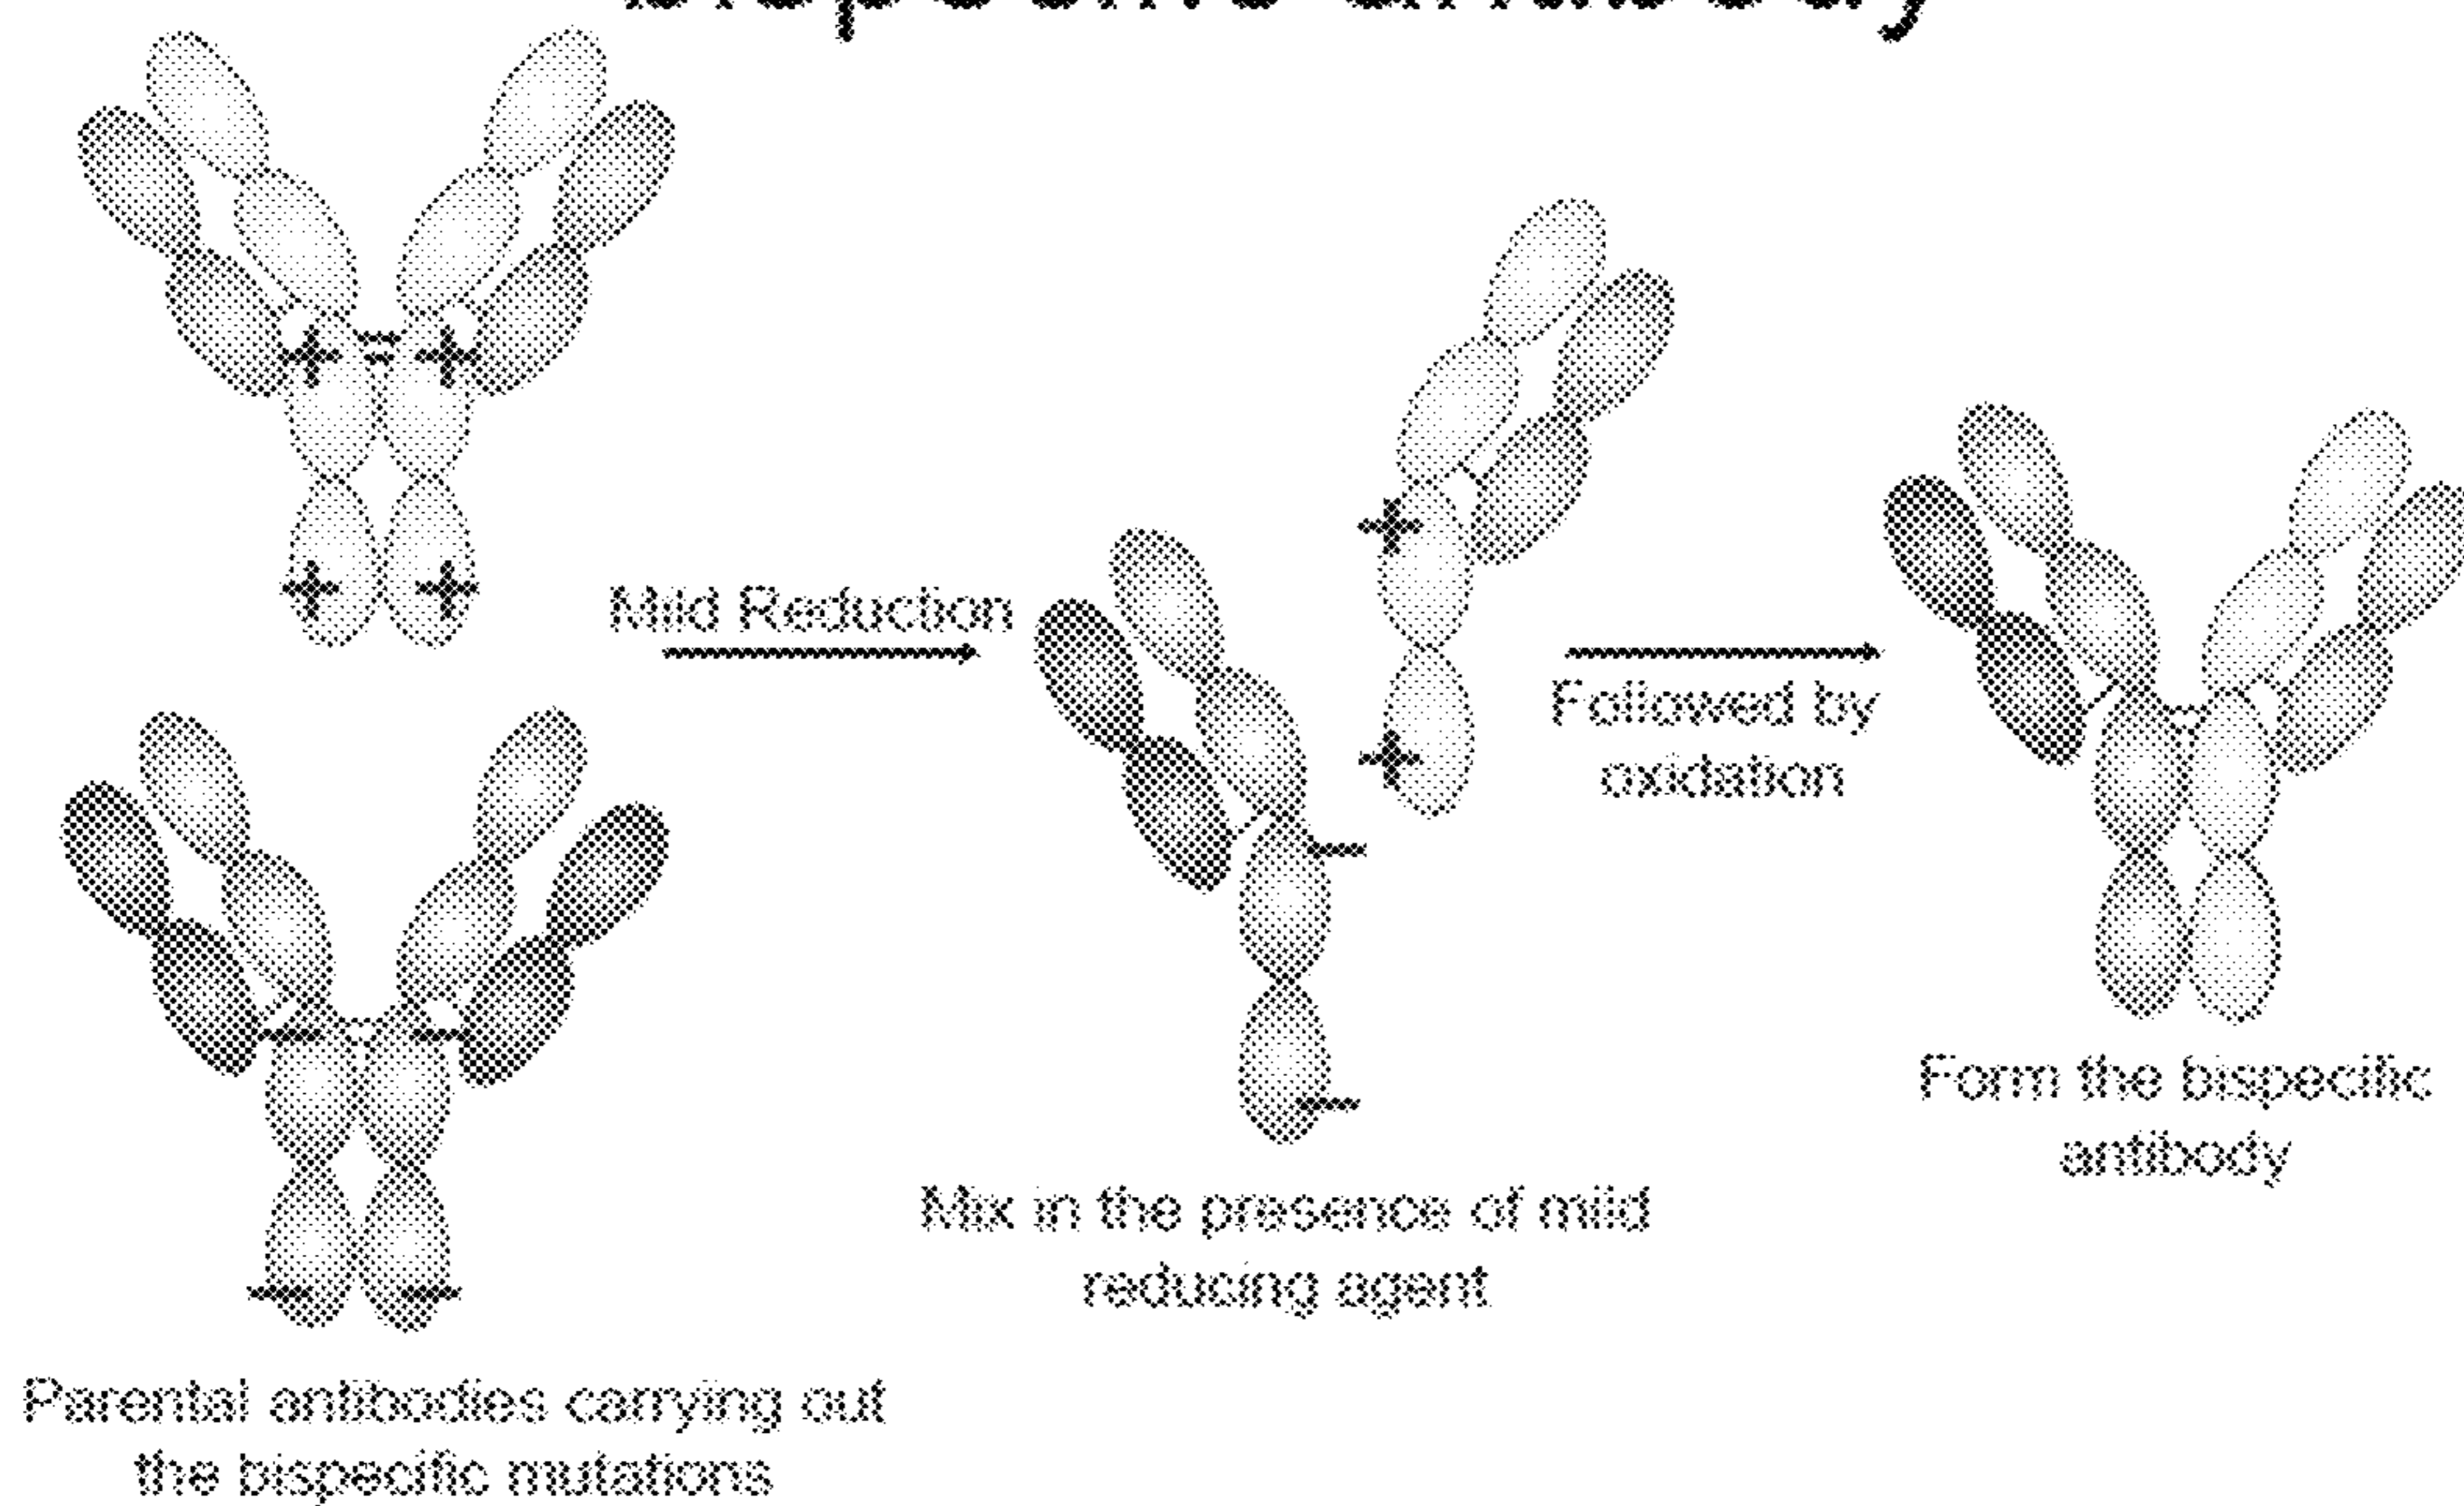 Mild Reduction
Followed by
oxidation
Form the bispecific
antibody
Mix in the presence of mild
reducing agent
Parental antibodies carrying out
the bispecific mutations